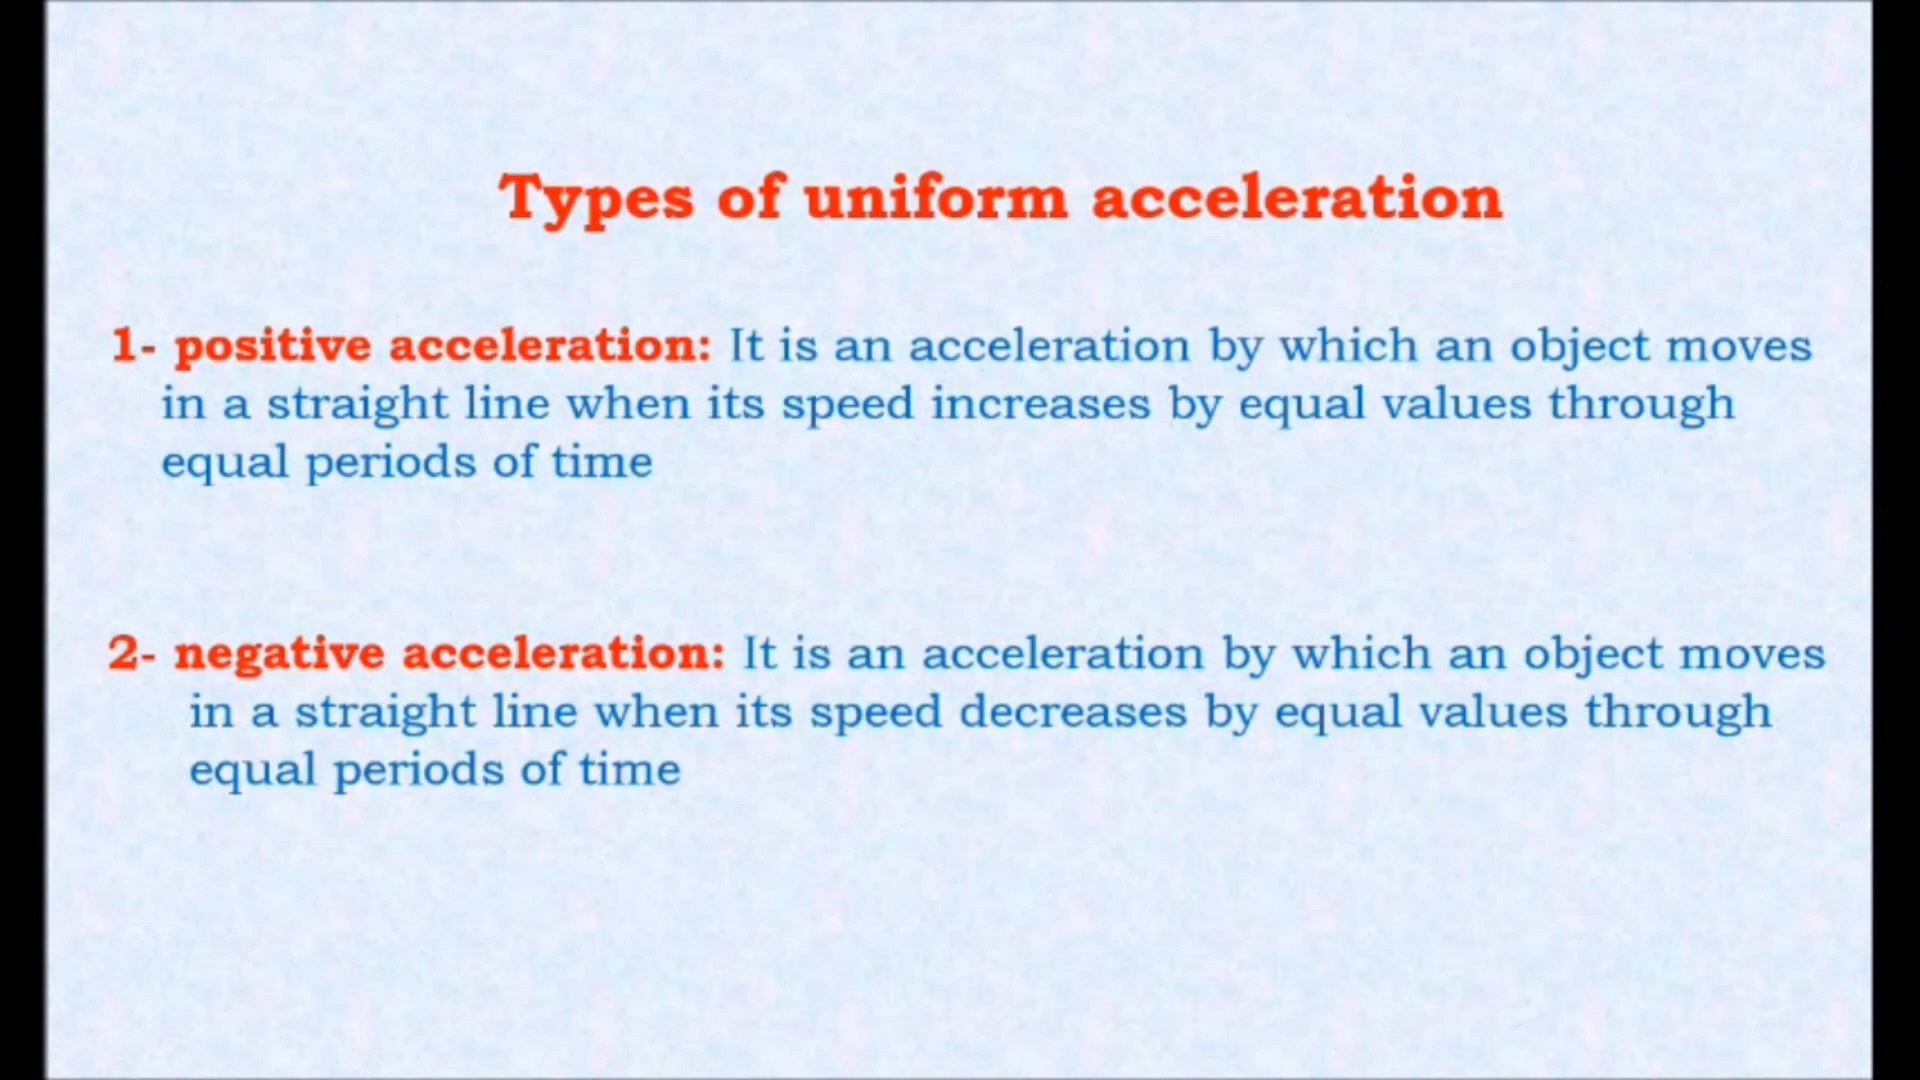 Types of uniform acceleration
1- positive acceleration: It is an acceleration by which an object moves
in a straight line when its speed increases by equal values through
equal periods of time
2- negative acceleration: It is an acceleration by which an object moves
in a straight line when its speed decreases by equal values through
equal periods of time